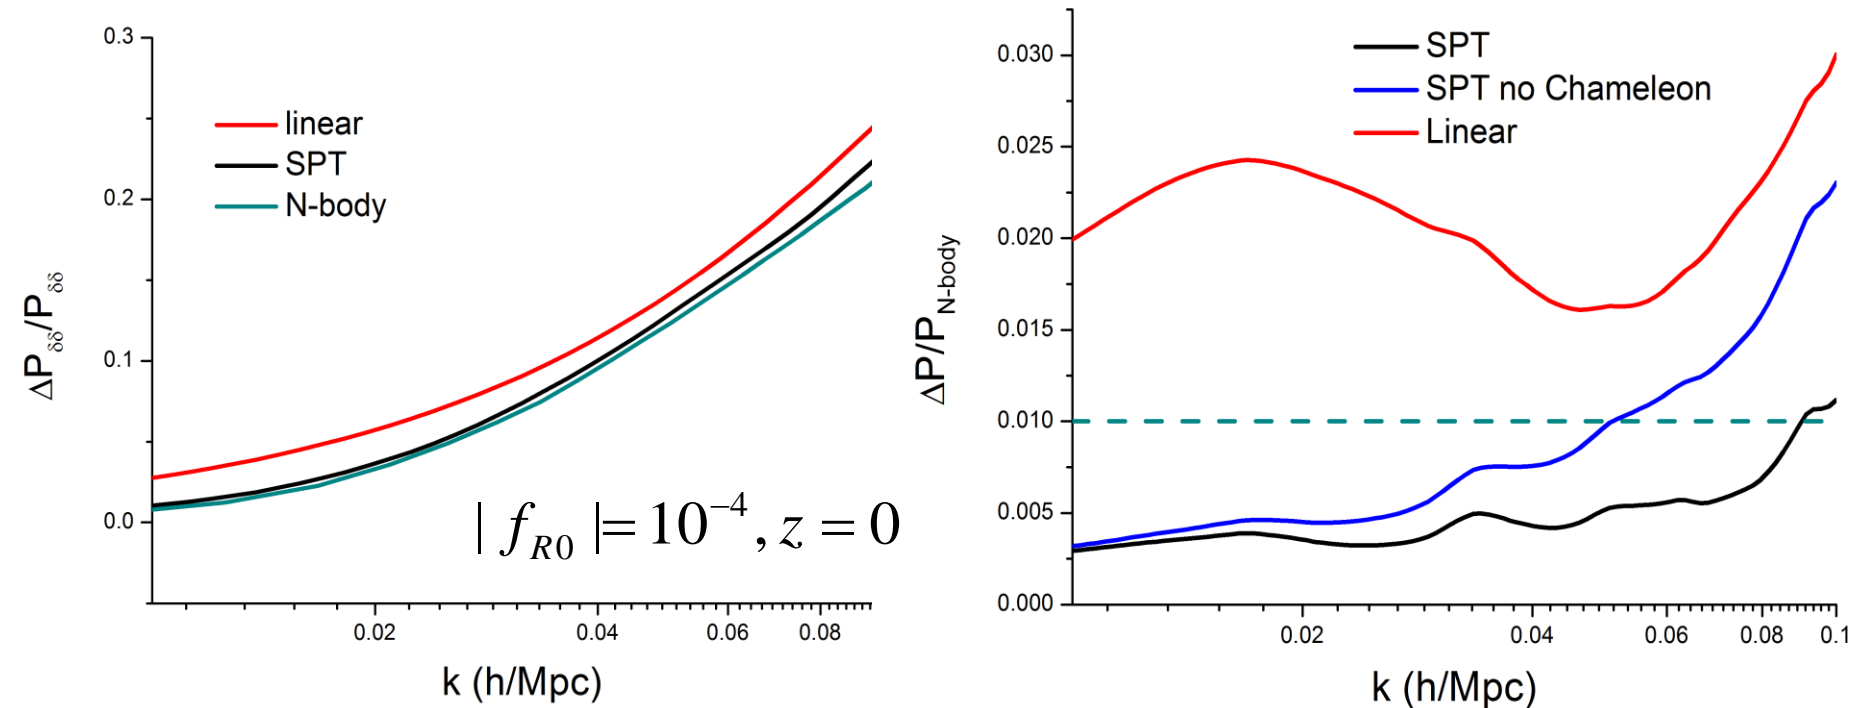 0.3
0.2
0.1
0.0
ΔP_δδ/P_δδ
linear
SPT
N-body
| f_R0 |=10^−4, z = 0
0.02
0.04
0.06
0.08
k (h/Mpc)
0.030
0.025
0.020
0.015
0.010
0.005
0.000
ΔP/P_N-body
SPT
SPT no Chameleon
Linear
0.02
0.04
0.06
0.08
0.1
k (h/Mpc)